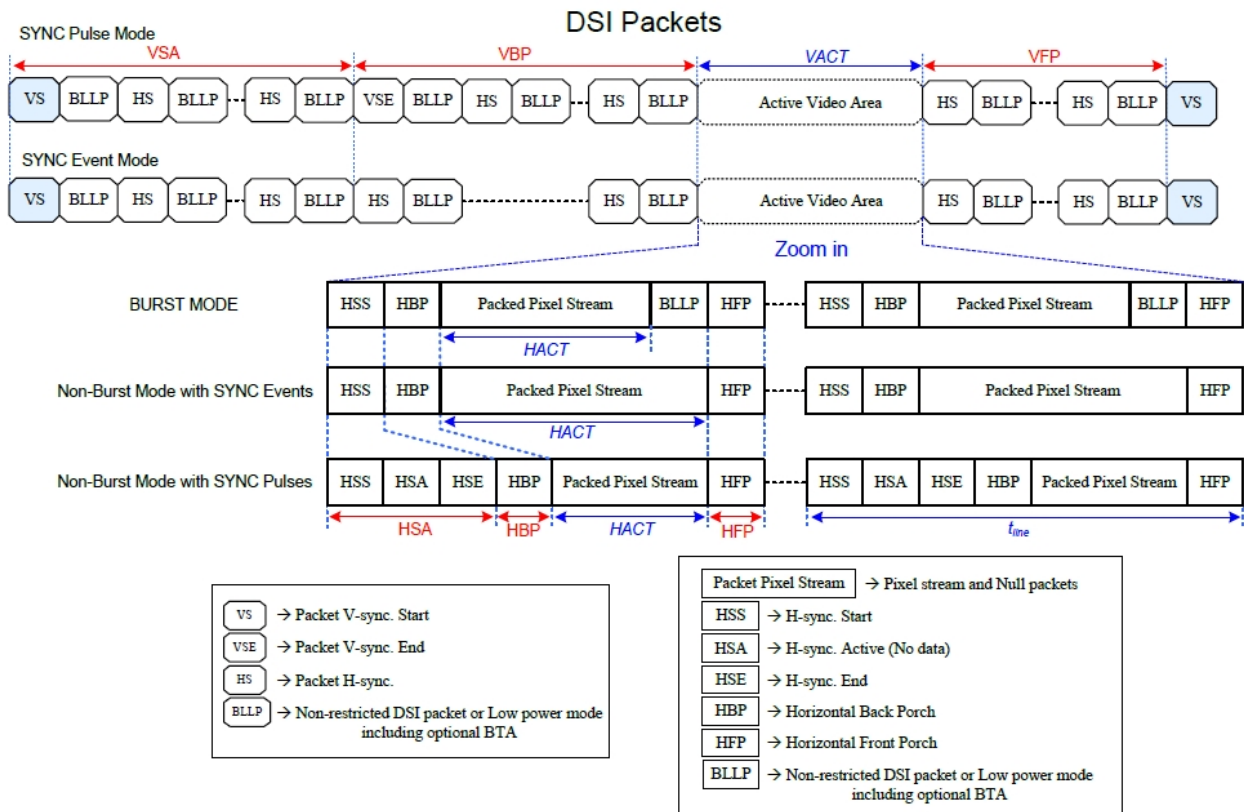 DSI Packets
SYNC Pulse Mode
VSA VBP VACT VFP
VS BLLP HS BLLP HS BLLP VSE BLLP HS BLLP HS BLLP Active Video Area HS BLLP HS BLLP VS
SYNC Event Mode
VS BLLP HS BLLP HS BLLP HS BLLP HS BLLP Active Video Area HS BLLP HS BLLP VS
Zoom in
BURST MODE HSS HBP Packed Pixel Stream BLLP HFP HSS HBP Packed Pixel Stream BLLP HFP
HACT
Non-Burst Mode with SYNC Events HSS HBP Packed Pixel Stream HFP HSS HBP Packed Pixel Stream HFP
HACT
Non-Burst Mode with SYNC Pulses HSS HSA HSE HBP Packed Pixel Stream HFP HSS HSA HSE HBP Packed Pixel Stream HFP
HSA HBP HACT HFP tline
VS → Packet V-sync. Start
VSE → Packet V-sync. End
HS → Packet H-sync.
BLLP → Non-restricted DSI packet or Low power mode
including optional BTA
Packet Pixel Stream → Pixel stream and Null packets
HSS → H-sync. Start
HSA → H-sync. Active (No data)
HSE → H-sync. End
HBP → Horizontal Back Porch
HFP → Horizontal Front Porch
BLLP → Non-restricted DSI packet or Low power mode
including optional BTA